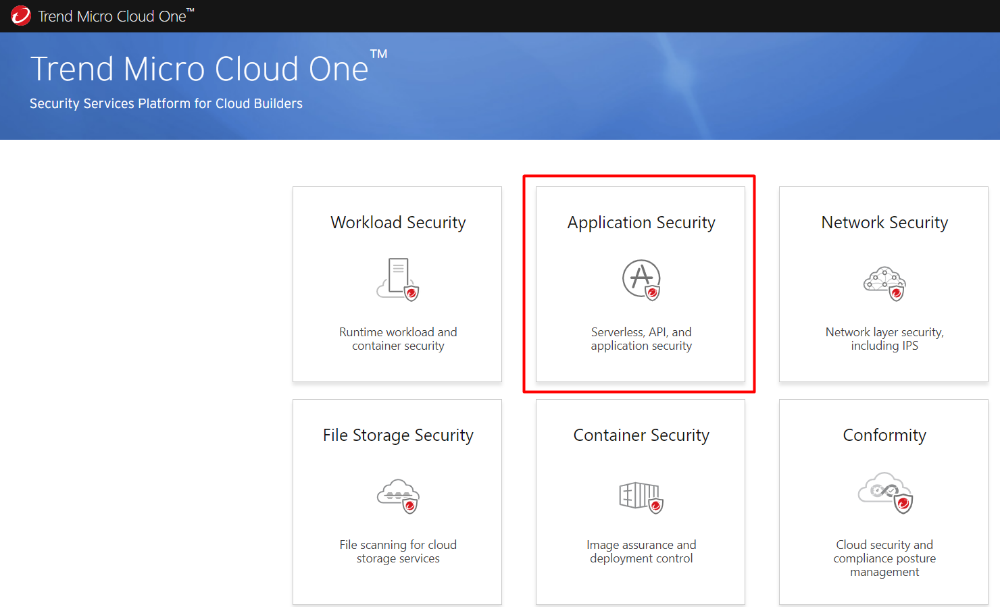 Trend Micro Cloud One™
Trend Micro Cloud One™
Security Services Platform for Cloud Builders
Workload Security
Runtime workload and
container security
Application Security
Serverless, API, and
application security
Network Security
Network layer security,
including IPS
File Storage Security
File scanning for cloud
storage services
Container Security
Image assurance and
deployment control
Conformity
Cloud security and
compliance posture
management